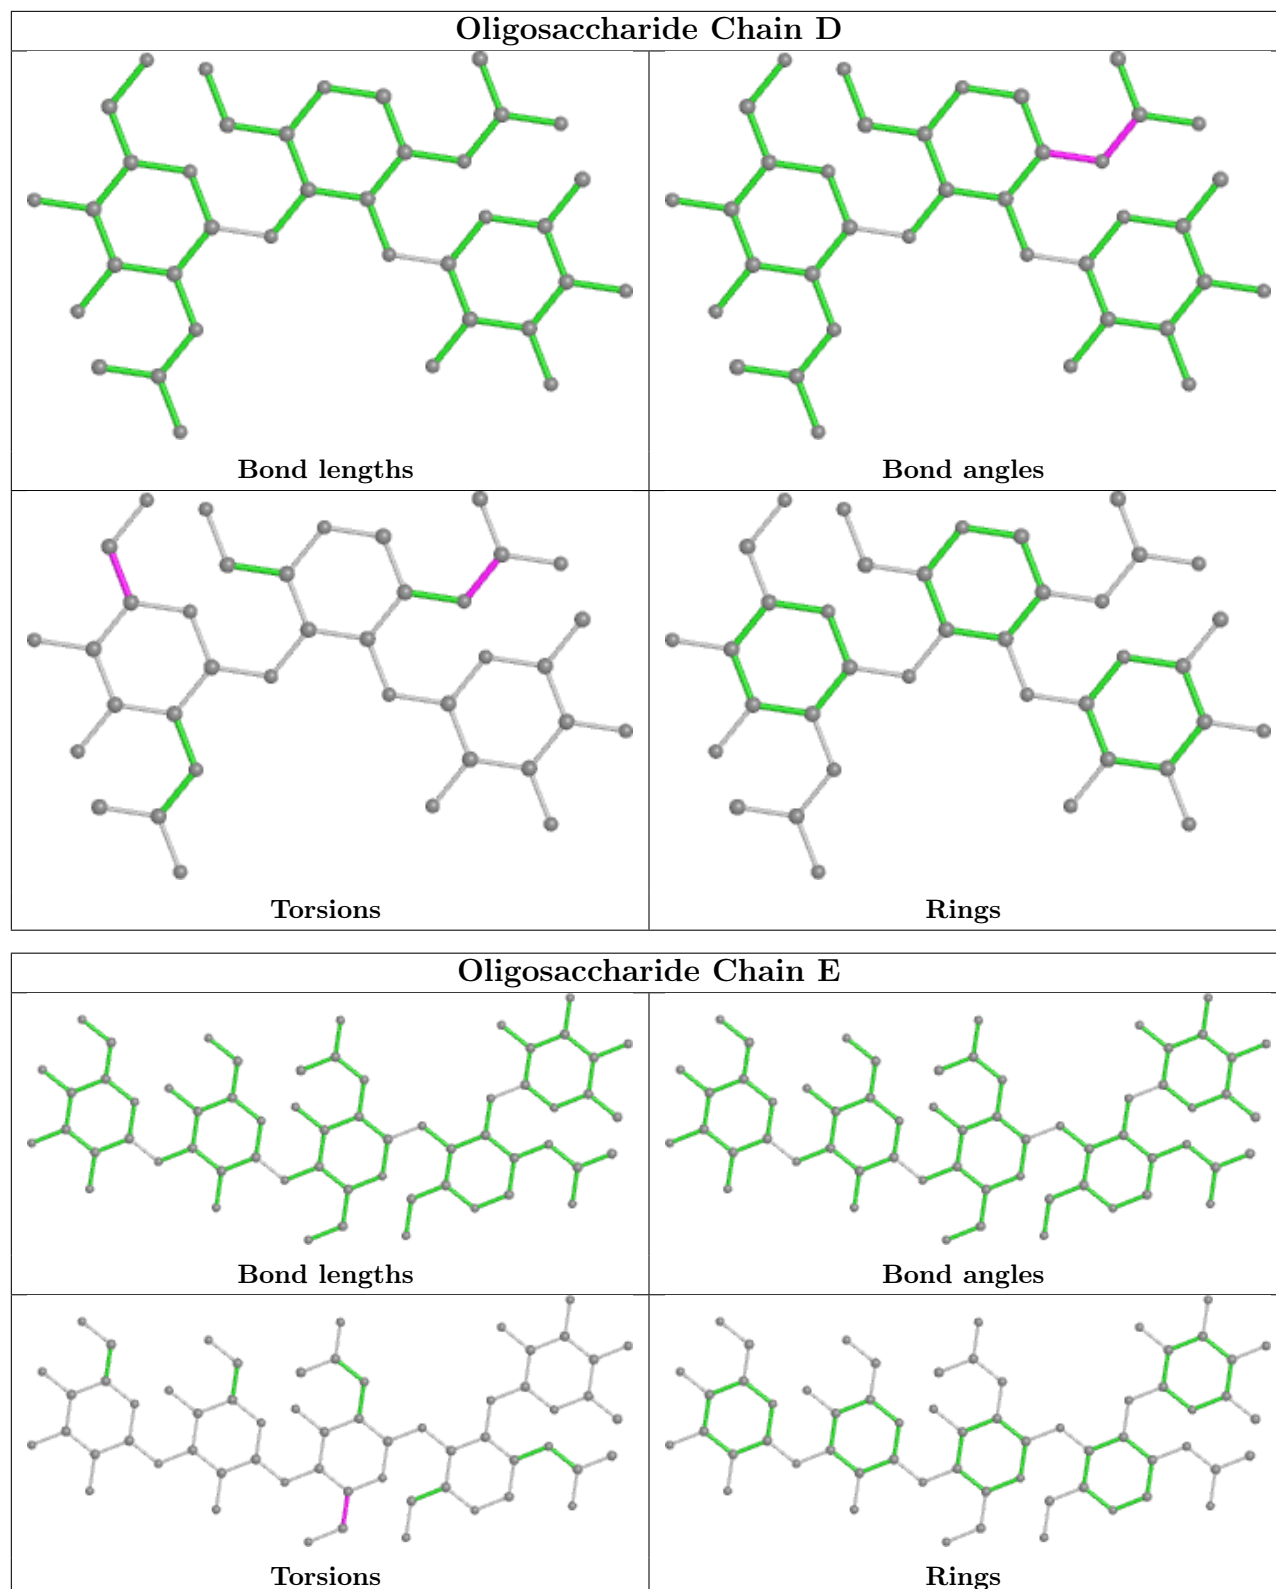 Oligosaccharide Chain D
Bond lengths
Bond angles
Torsions
Rings
Oligosaccharide Chain E
Bond lengths
Bond angles
Torsions
Rings